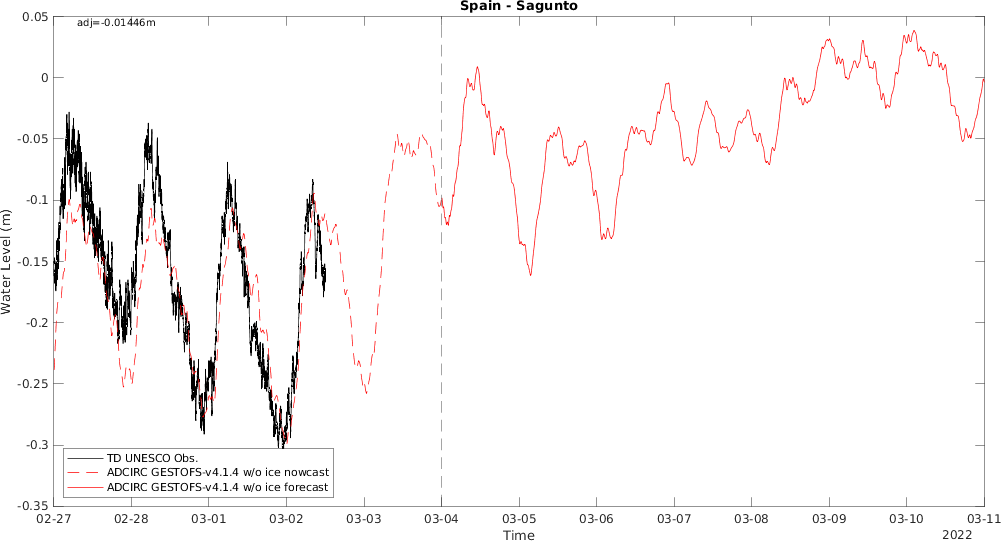 Spain - Sagunto
adj=-0.01446m
0.05
0
-0.05
-0.1
-0.15
-0.2
-0.25
-0.3
-0.35
Water Level (m)
TD UNESCO Obs.
ADCIRC GESTOFS-v4.1.4 w/o ice nowcast
ADCIRC GESTOFS-v4.1.4 w/o ice forecast
02-27 02-28 03-01 03-02 03-03 03-04 03-05 03-06 03-07 03-08 03-09 03-10 03-11
Time
2022